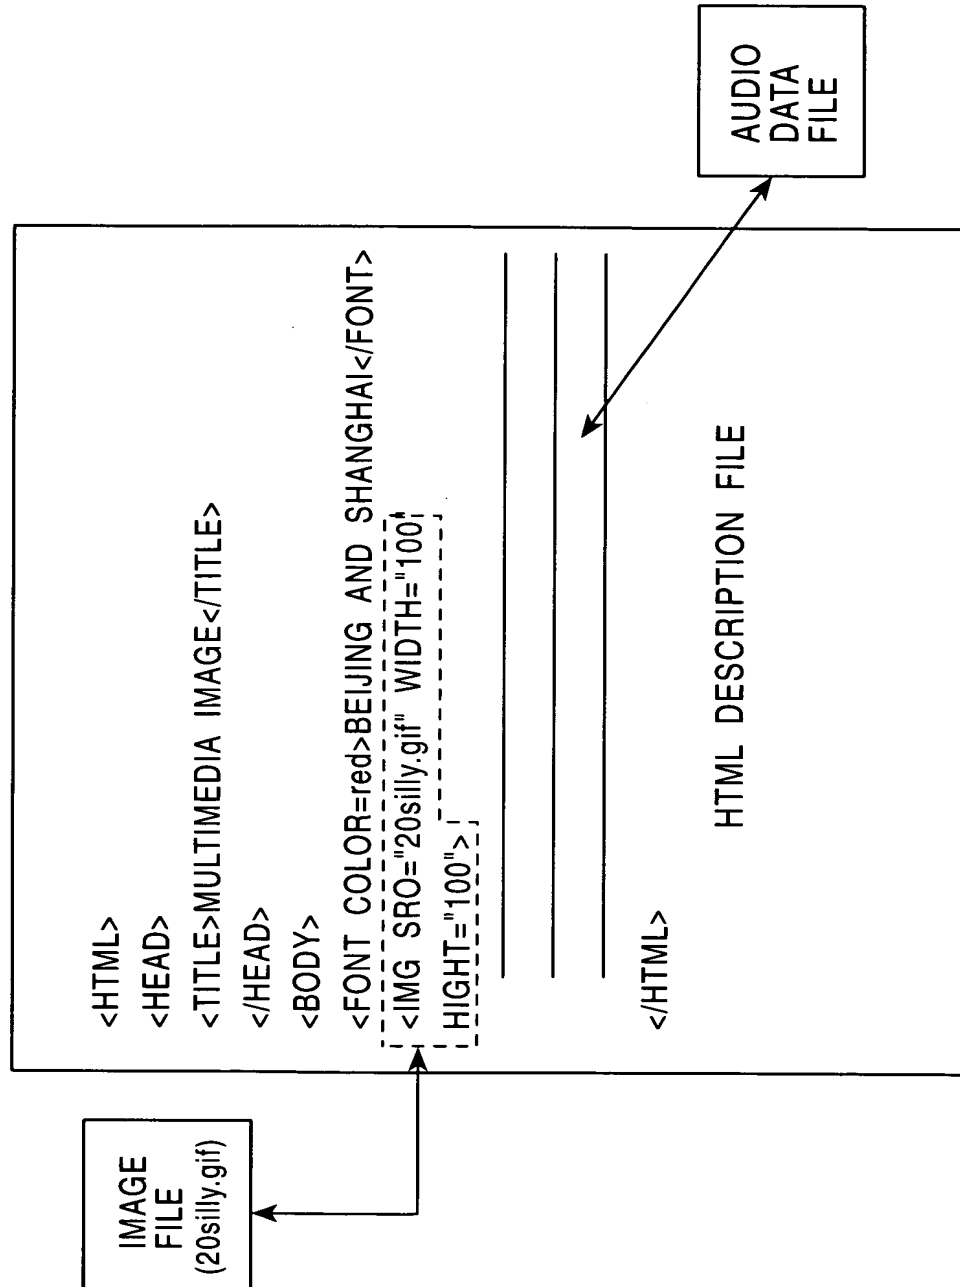 IMAGE
FILE
(20silly.gif)
<HTML>
<HEAD>
<TITLE>MULTIMEDIA IMAGE</TITLE>
</HEAD>
<BODY>
<FONT COLOR=red>BEIJING AND SHANGHAI</FONT>
<IMG SRO="20silly.gif" WIDTH="100"
HIGHT="100">
</HTML>
HTML DESCRIPTION FILE
AUDIO
DATA
FILE